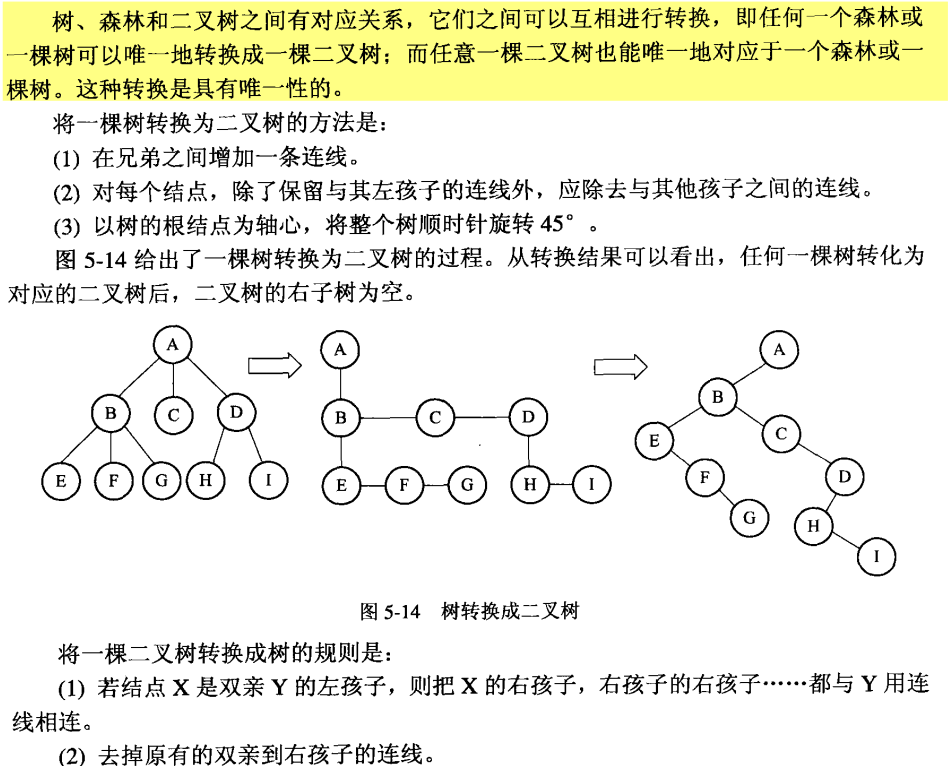 树、森林和二叉树之间有对应关系，它们之间可以互相进行转换，即任何一个森林或
一棵树可以唯一地转换成一棵二叉树；而任意一棵二叉树也能唯一地对应于一个森林或一
棵树。这种转换是具有唯一性的。
将一棵树转换为二叉树的方法是：
(1) 在兄弟之间增加一条连线。
(2) 对每个结点，除了保留与其左孩子的连线外，应除去与其他孩子之间的连线。
(3) 以树的根结点为轴心，将整个树顺时针旋转 45°。
图 5-14 给出了一棵树转换为二叉树的过程。从转换结果可以看出，任何一棵树转化为
对应的二叉树后，二叉树的右子树为空。
A
B C D
E F G H I
A
B C D
E F G H I
A
B
E C
F D
G H
I
图 5-14 树转换成二叉树
将一棵二叉树转换成树的规则是：
(1) 若结点 X 是双亲 Y 的左孩子，则把 X 的右孩子，右孩子的右孩子……都与 Y 用连
线相连。
(2) 去掉原有的双亲到右孩子的连线。